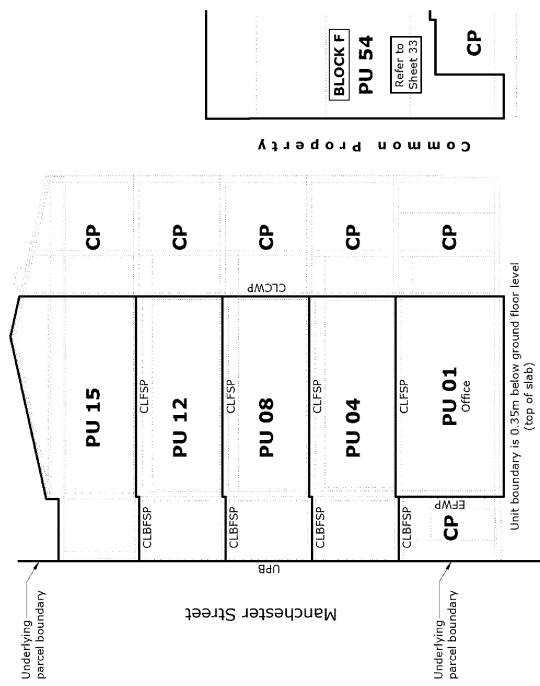 BLOCK F
PU 54
Refer to
Sheet 33
CP
Common Property
CP
CP
CP
CP
CP
CLCWP
PU 15
PU 12
PU 08
PU 04
PU 01
Office
CLFSP
CLFSP
CLFSP
CLFSP
CLBFSP
CLBFSP
CLBFSP
CLBFSP
EFWP
CP
UPB
Unit boundary is 0.35m below ground floor level
(top of slab)
Manchester Street
Underlying
parcel boundary
Underlying
parcel boundary